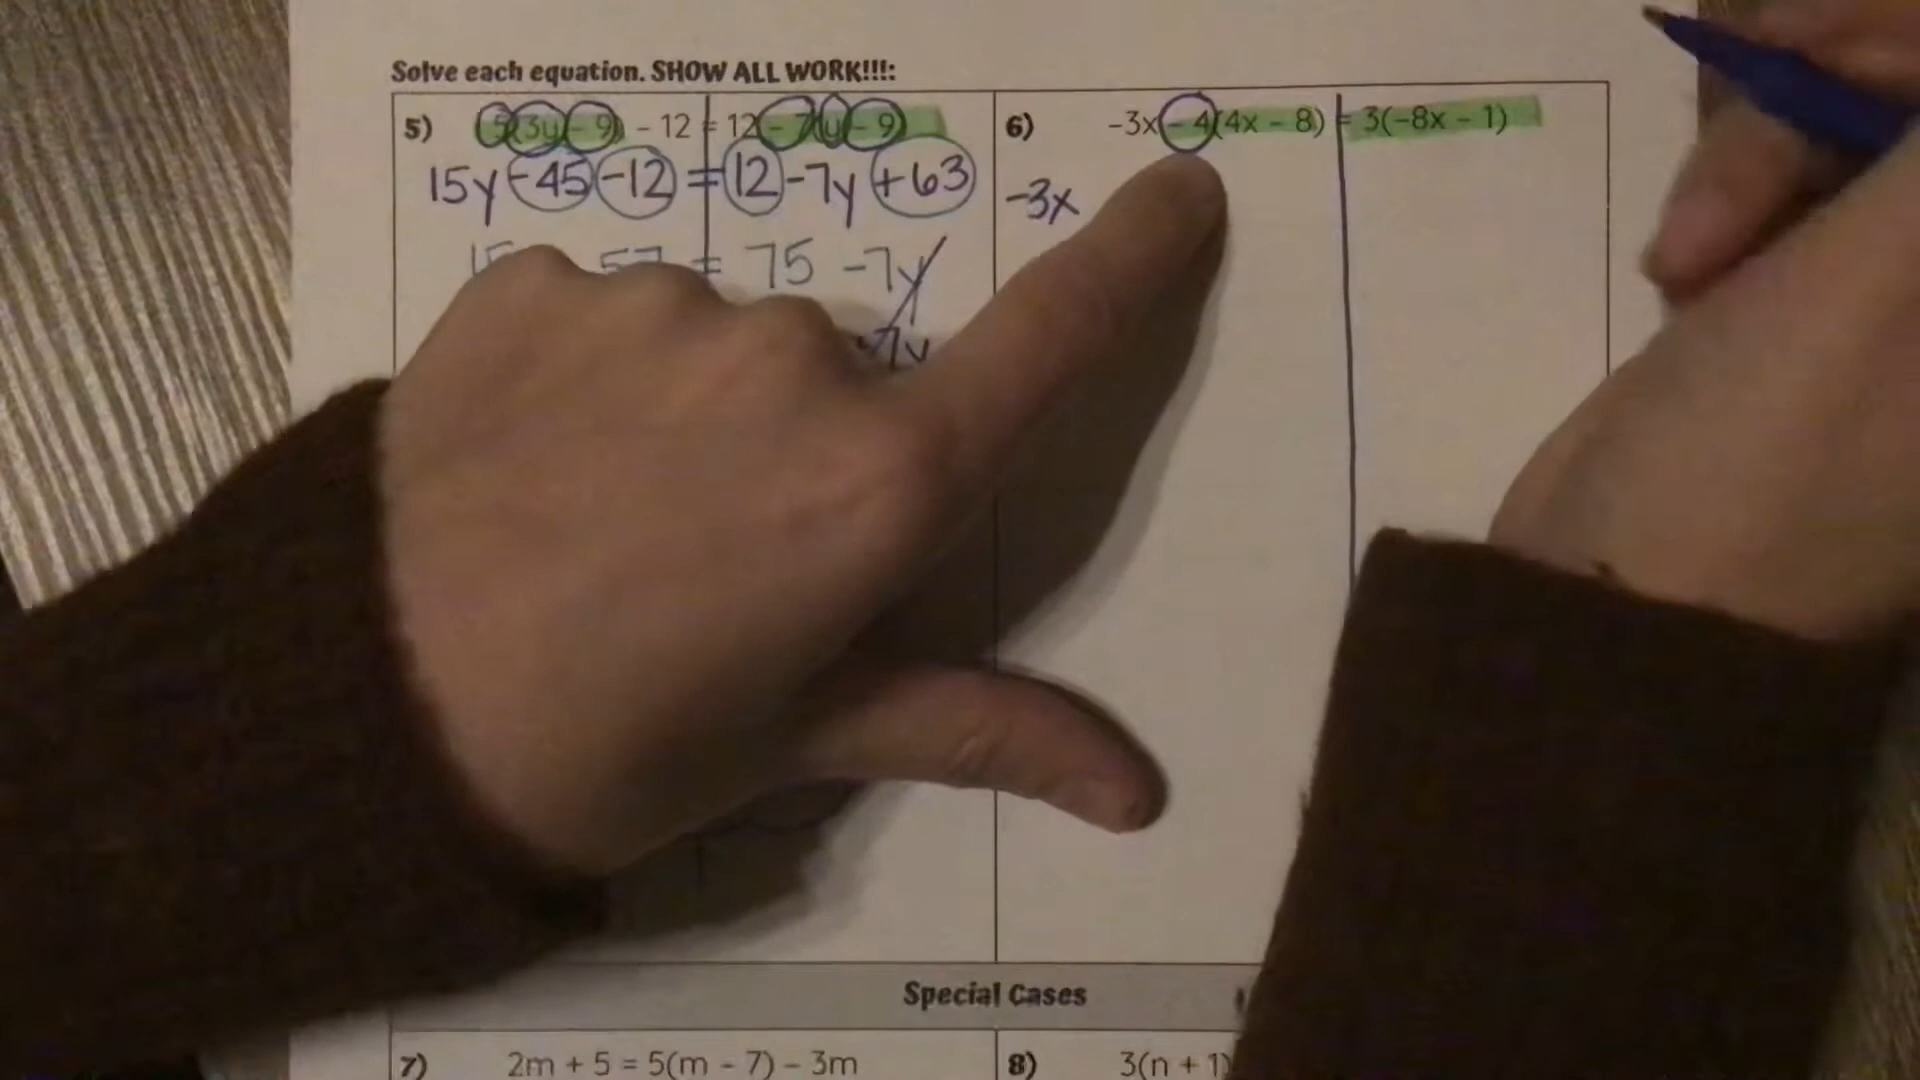 Solve each equation. SHOW ALL WORK!!!:
5) 5(3y - 9) - 12 = 12 - 7(y - 9)
15y -45 -12 = 12 -7y +63
= 75 -7y
7y
6) -3x - 4(4x - 8) = 3(-8x - 1)
-3x
Special Cases
7) 2m + 5 = 5(m - 7) - 3m
8) 3(n + 1)